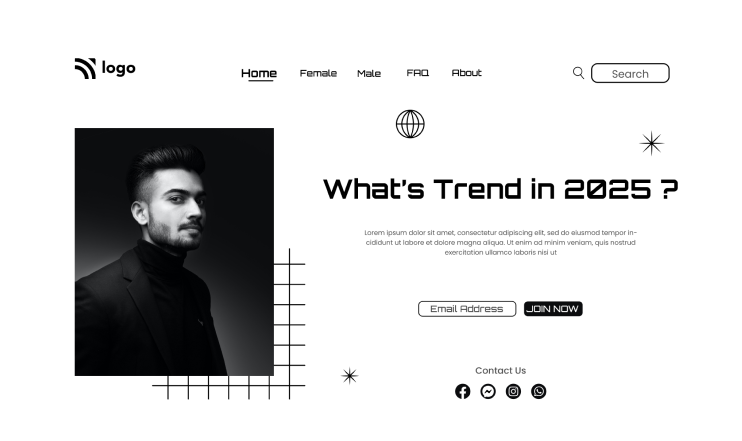 logo
Home Female Male FAQ About
Search
What's Trend in 2025 ?
Lorem ipsum dolor sit amet, consectetur adipiscing elit, sed do eiusmod tempor in-
cididunt ut labore et dolore magna aliqua. Ut enim ad minim veniam, quis nostrud
exercitation ullamco laboris nisi ut
Email Address
JOIN NOW
Contact Us